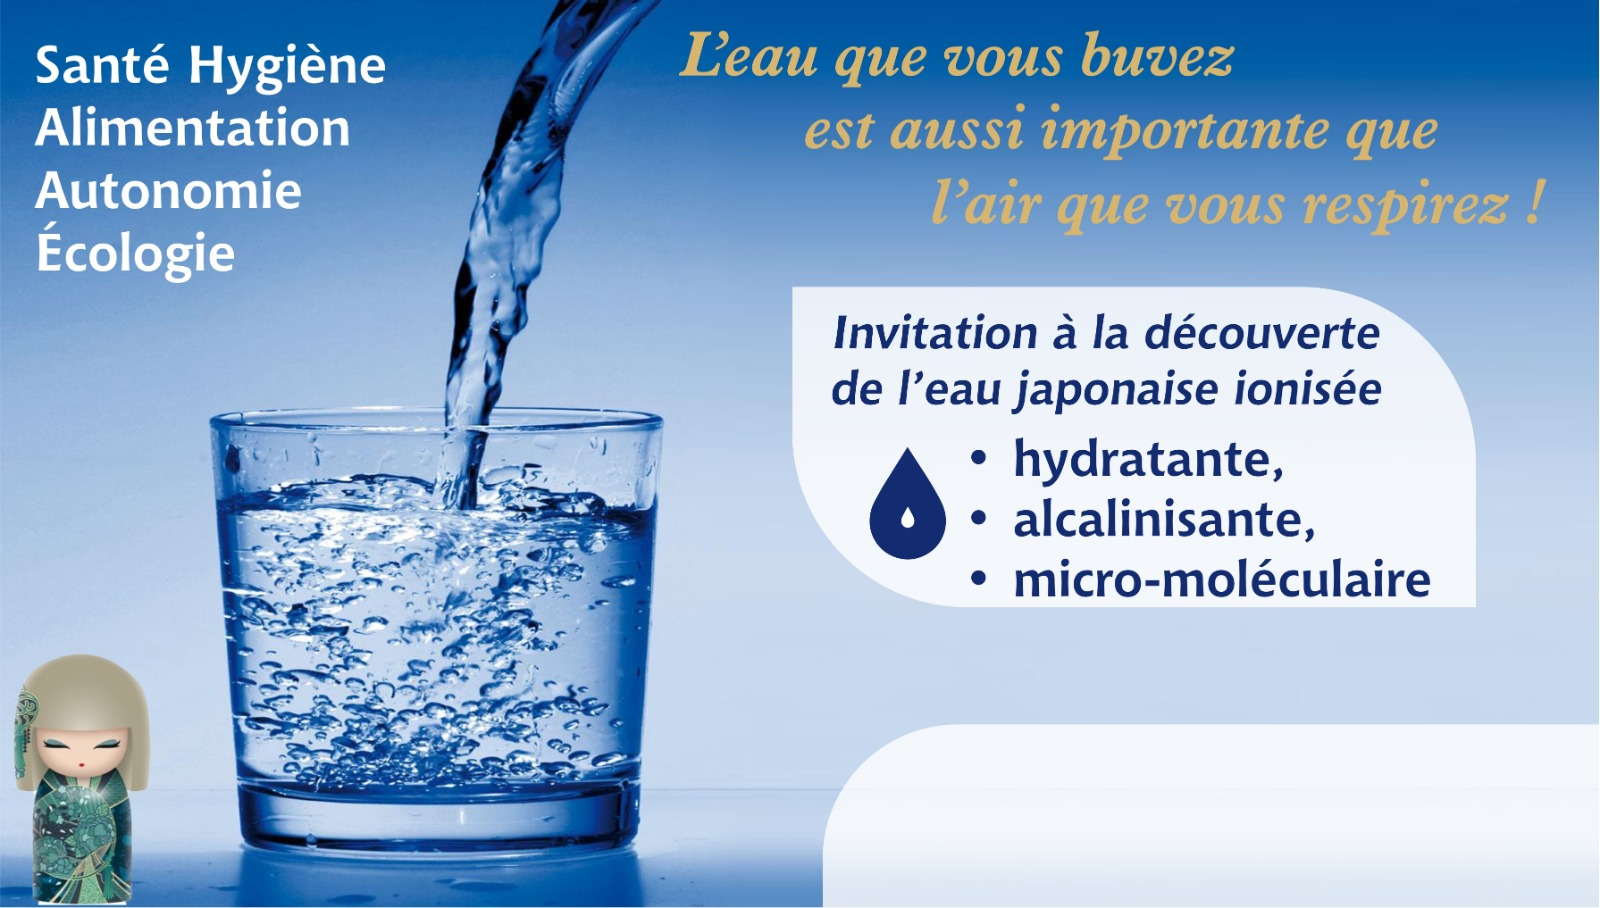 Santé Hygiène
Alimentation
Autonomie
Écologie
L’eau que vous buvez
est aussi importante que
l’air que vous respirez !
Invitation à la découverte
de l’eau japonaise ionisée
• hydratante,
• alcalinisante,
• micro-moléculaire